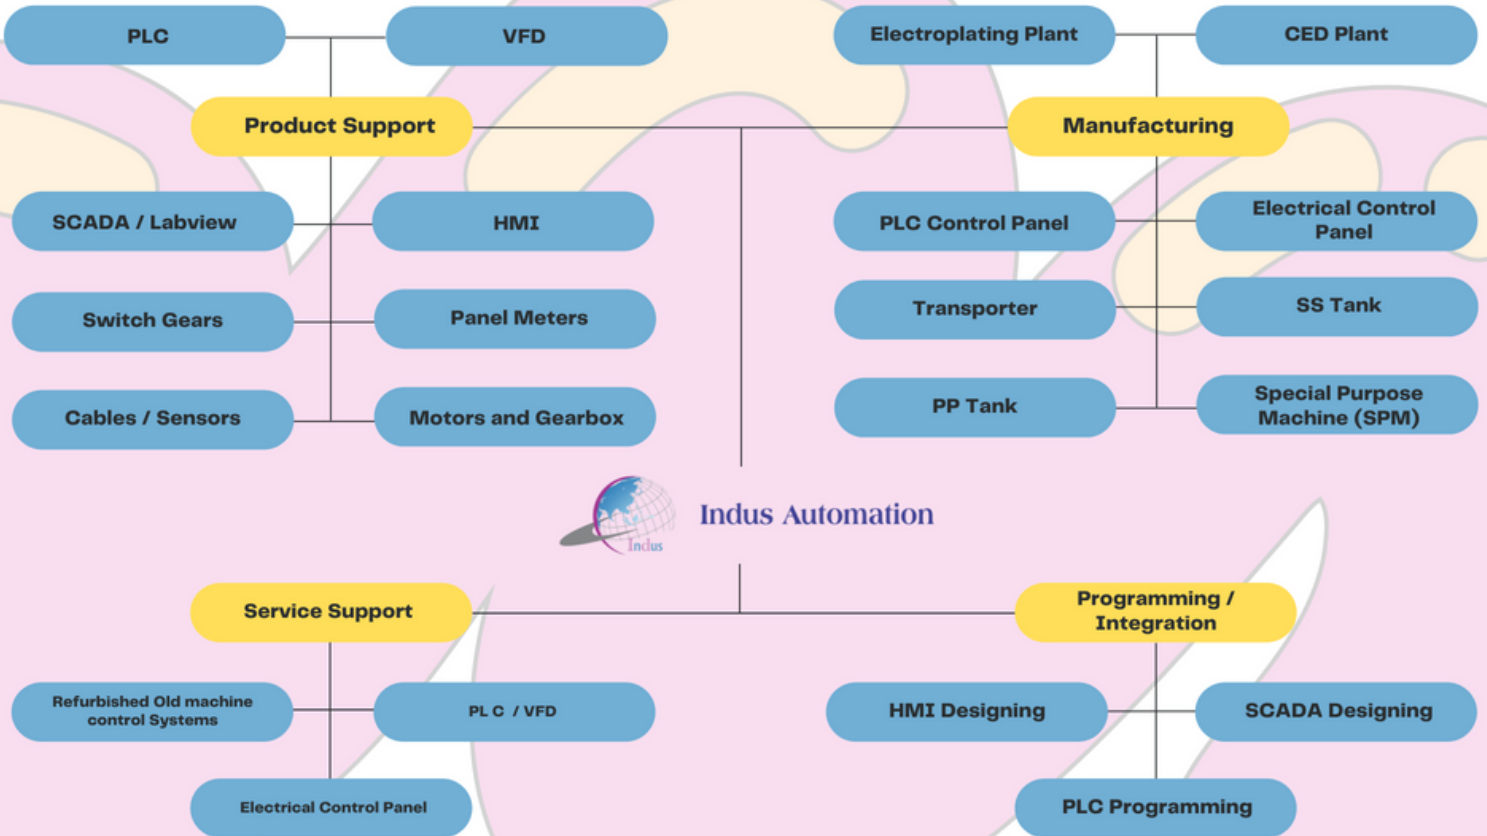 PLC
VFD
Electroplating Plant
CED Plant
Product Support
Manufacturing
SCADA / Labview
HMI
PLC Control Panel
Electrical Control
Panel
Switch Gears
Panel Meters
Transporter
SS Tank
Cables / Sensors
Motors and Gearbox
PP Tank
Special Purpose
Machine (SPM)
Indus
Indus Automation
Service Support
Programming /
Integration
Refurbished Old machine
control Systems
PL C / VFD
HMI Designing
SCADA Designing
Electrical Control Panel
PLC Programming